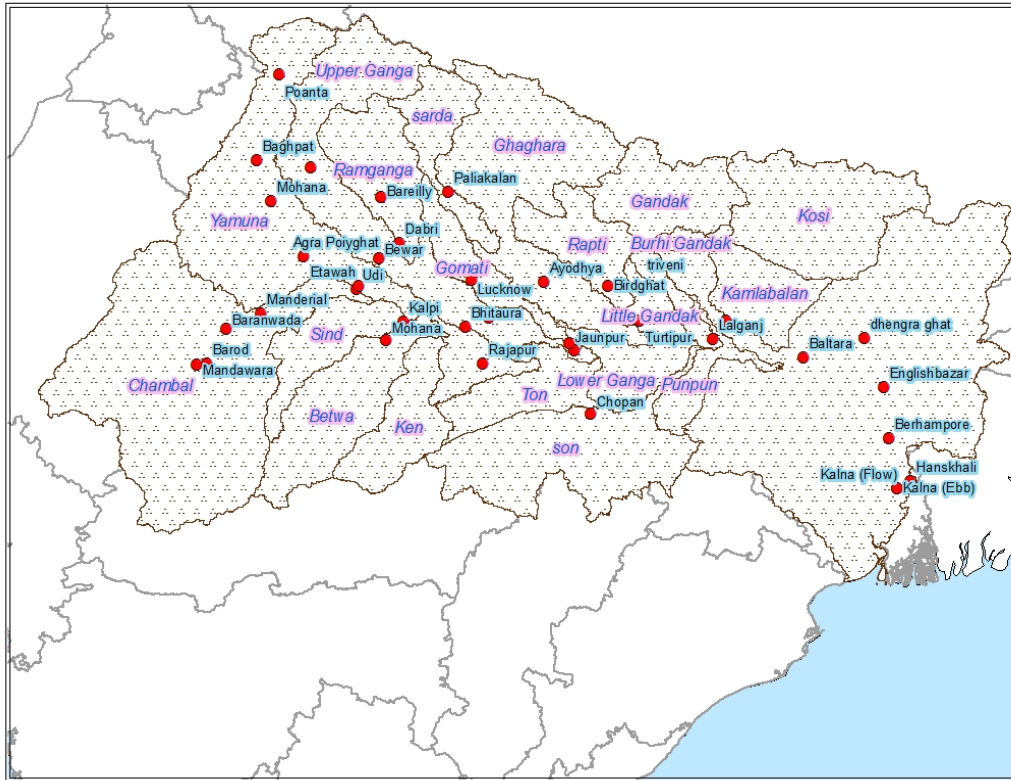 Upper Ganga
Poanta
sarda
Ghaghara
Baghpat
Ramganga
Paliakalan
Mohana
Bareilly
Gandak
Kosi
Yamuna
Dabri
Agra Poiyghat
Bewar
Rapti
Burhi Gandak
triveni
Gomati
Etawah
Udi
Ayodhya
Lucknow
Birdghat
Kamlabalan
Manderial
Kalpi
Bhitaura
Little Gandak
Baranwada
Sind
Mohana
Lalganj
dhengra ghat
Jaunpur
Turtipur
Barod
Rajapur
Baltara
Mandawara
Chambal
Lower Ganga
Punpun
Englishbazar
Ton
Betwa
Chopan
Ken
Berhampore
son
Hanskhali
Kalna (Flow)
Kalna (Ebb)